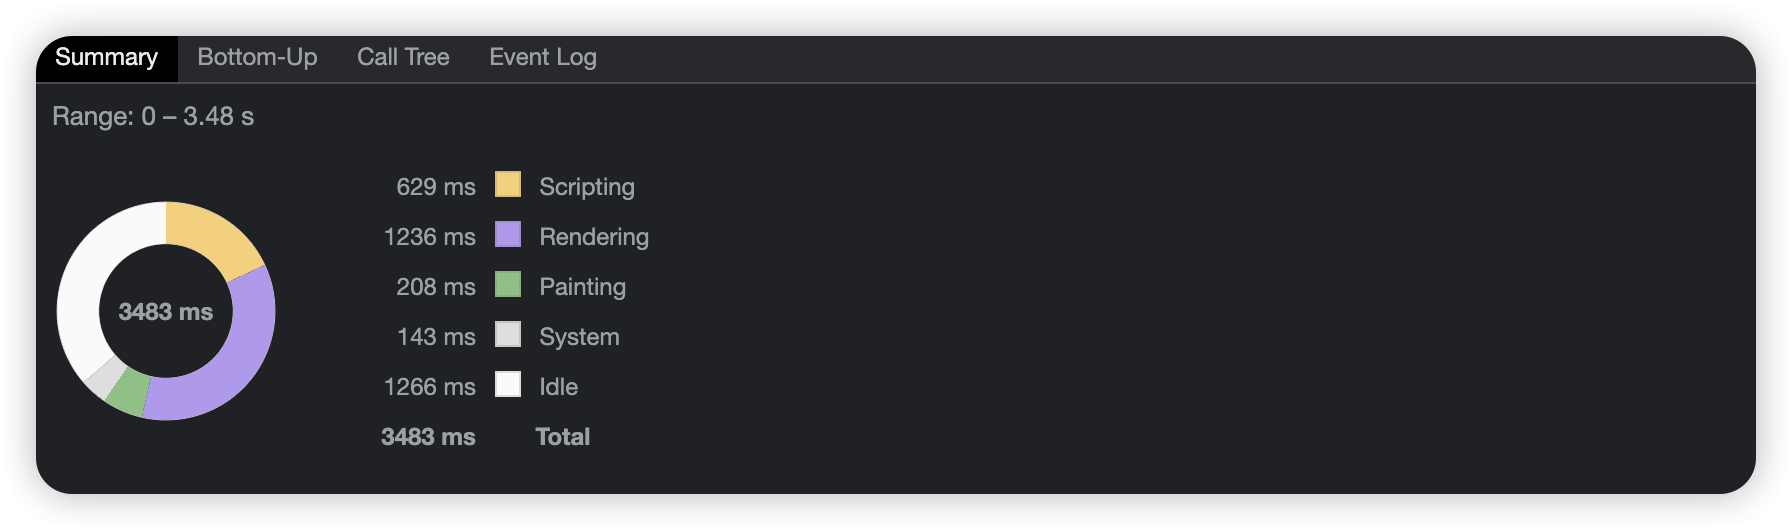 Summary Bottom-Up Call Tree Event Log
Range: 0 – 3.48 s
629 ms Scripting
1236 ms Rendering
208 ms Painting
3483 ms
143 ms System
1266 ms Idle
3483 ms Total